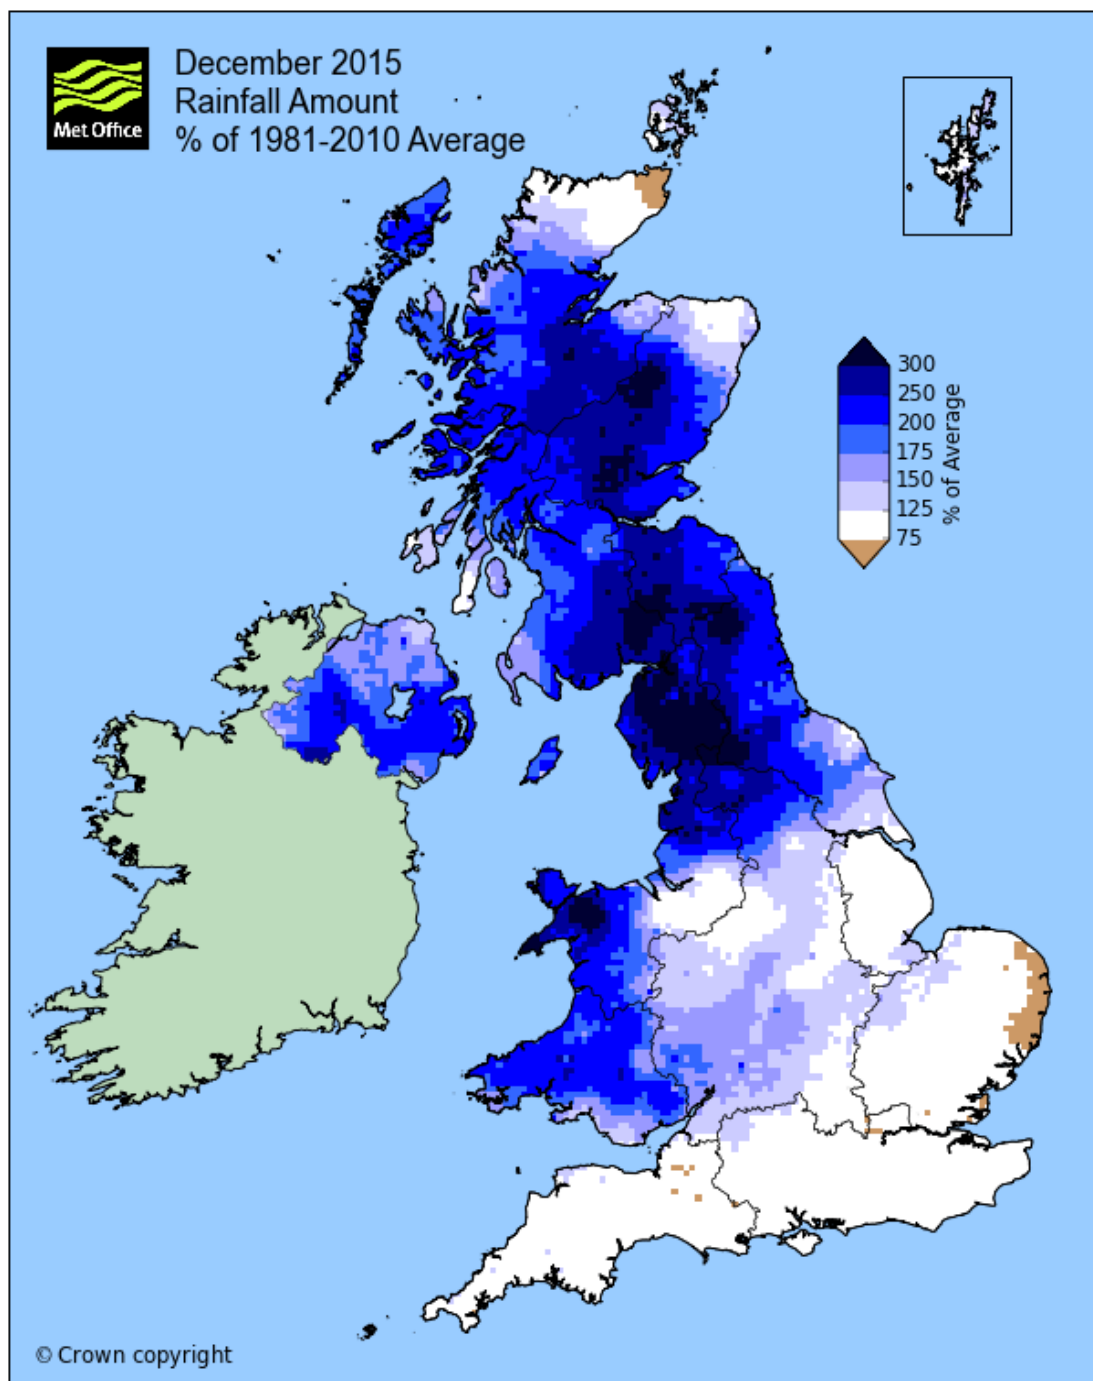 December 2015
Rainfall Amount
% of 1981-2010 Average
Met Office
300
250
200
175
150
125
75
% of Average
© Crown copyright